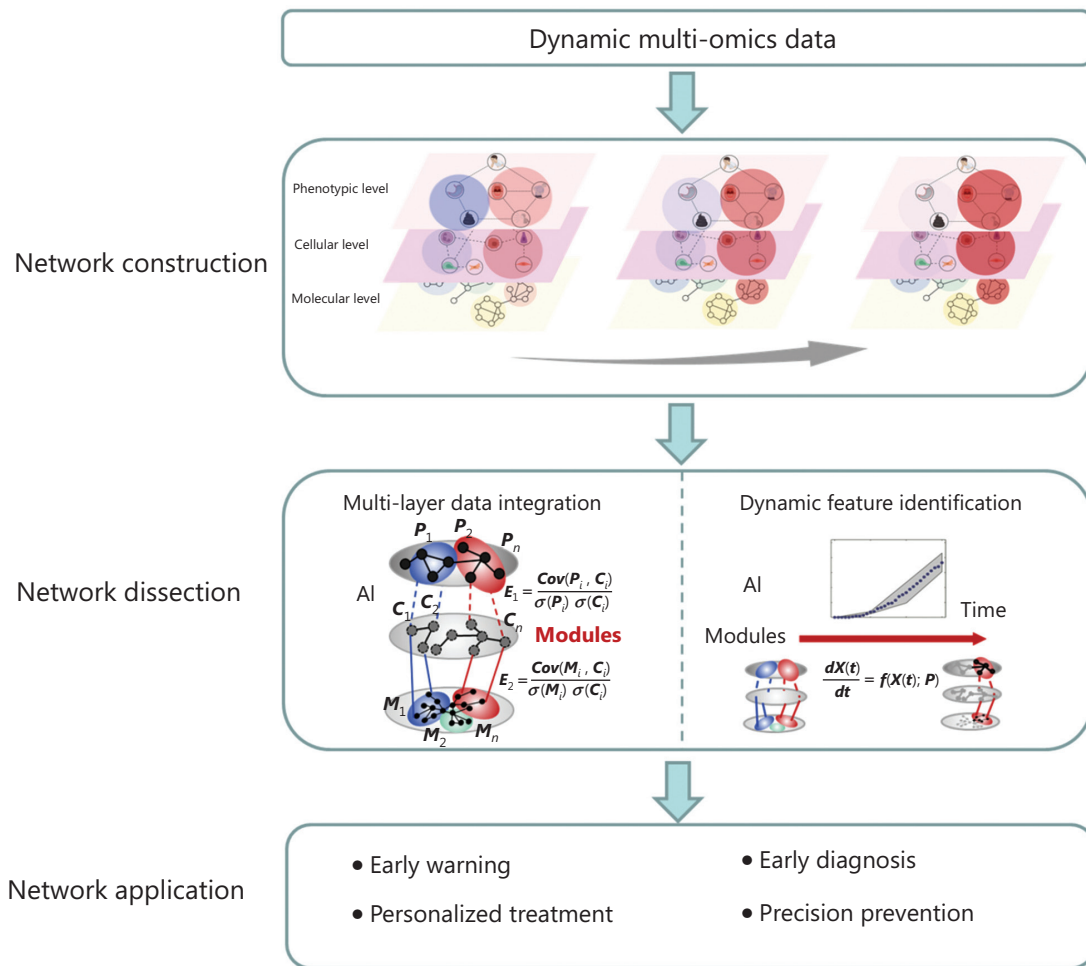 Dynamic multi-omics data
Network construction
Phenotypic level
Cellular level
Molecular level
Network dissection
Multi-layer data integration
P1 P2 Pn
AI
E1 = Cov(Pi , Ci) / σ(Pi) σ(Ci)
C1 C2 Cn
Modules
E2 = Cov(Mi , Ci) / σ(Mi) σ(Ci)
M1 M2 Mn
Dynamic feature identification
AI
Time
Modules
dX(t) / dt = f(X(t); P)
Network application
• Early warning
• Early diagnosis
• Personalized treatment
• Precision prevention